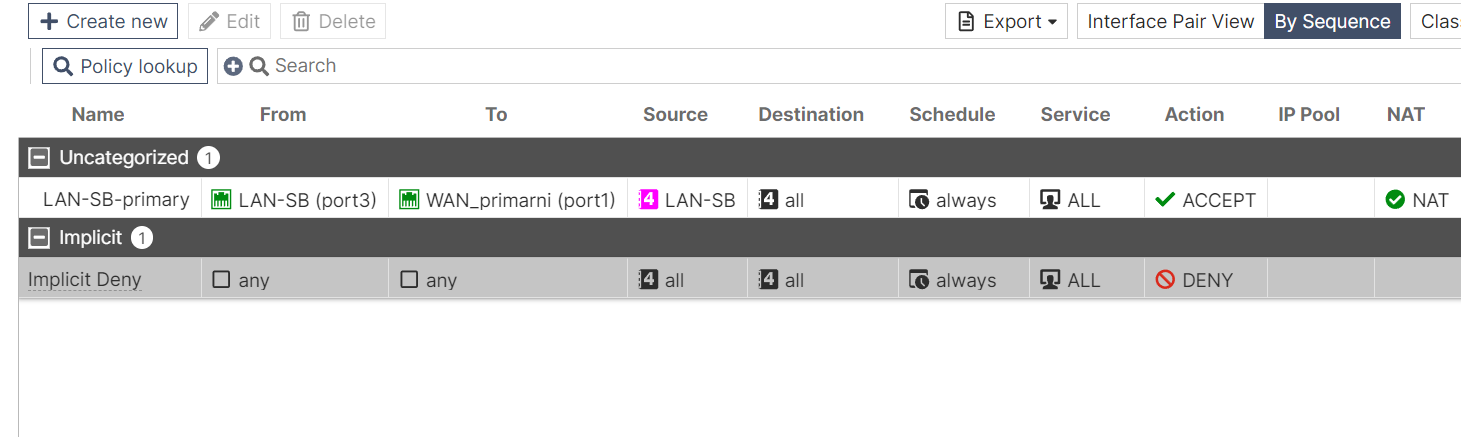 Create new Edit Delete Export Interface Pair View By Sequence
Policy lookup Search
Name From To Source Destination Schedule Service Action IP Pool NAT
Uncategorized 1
LAN-SB-primary LAN-SB (port3) WAN_primarni (port1) 4 LAN-SB 4 all always ALL ACCEPT NAT
Implicit 1
Implicit Deny any any 4 all 4 all always ALL DENY